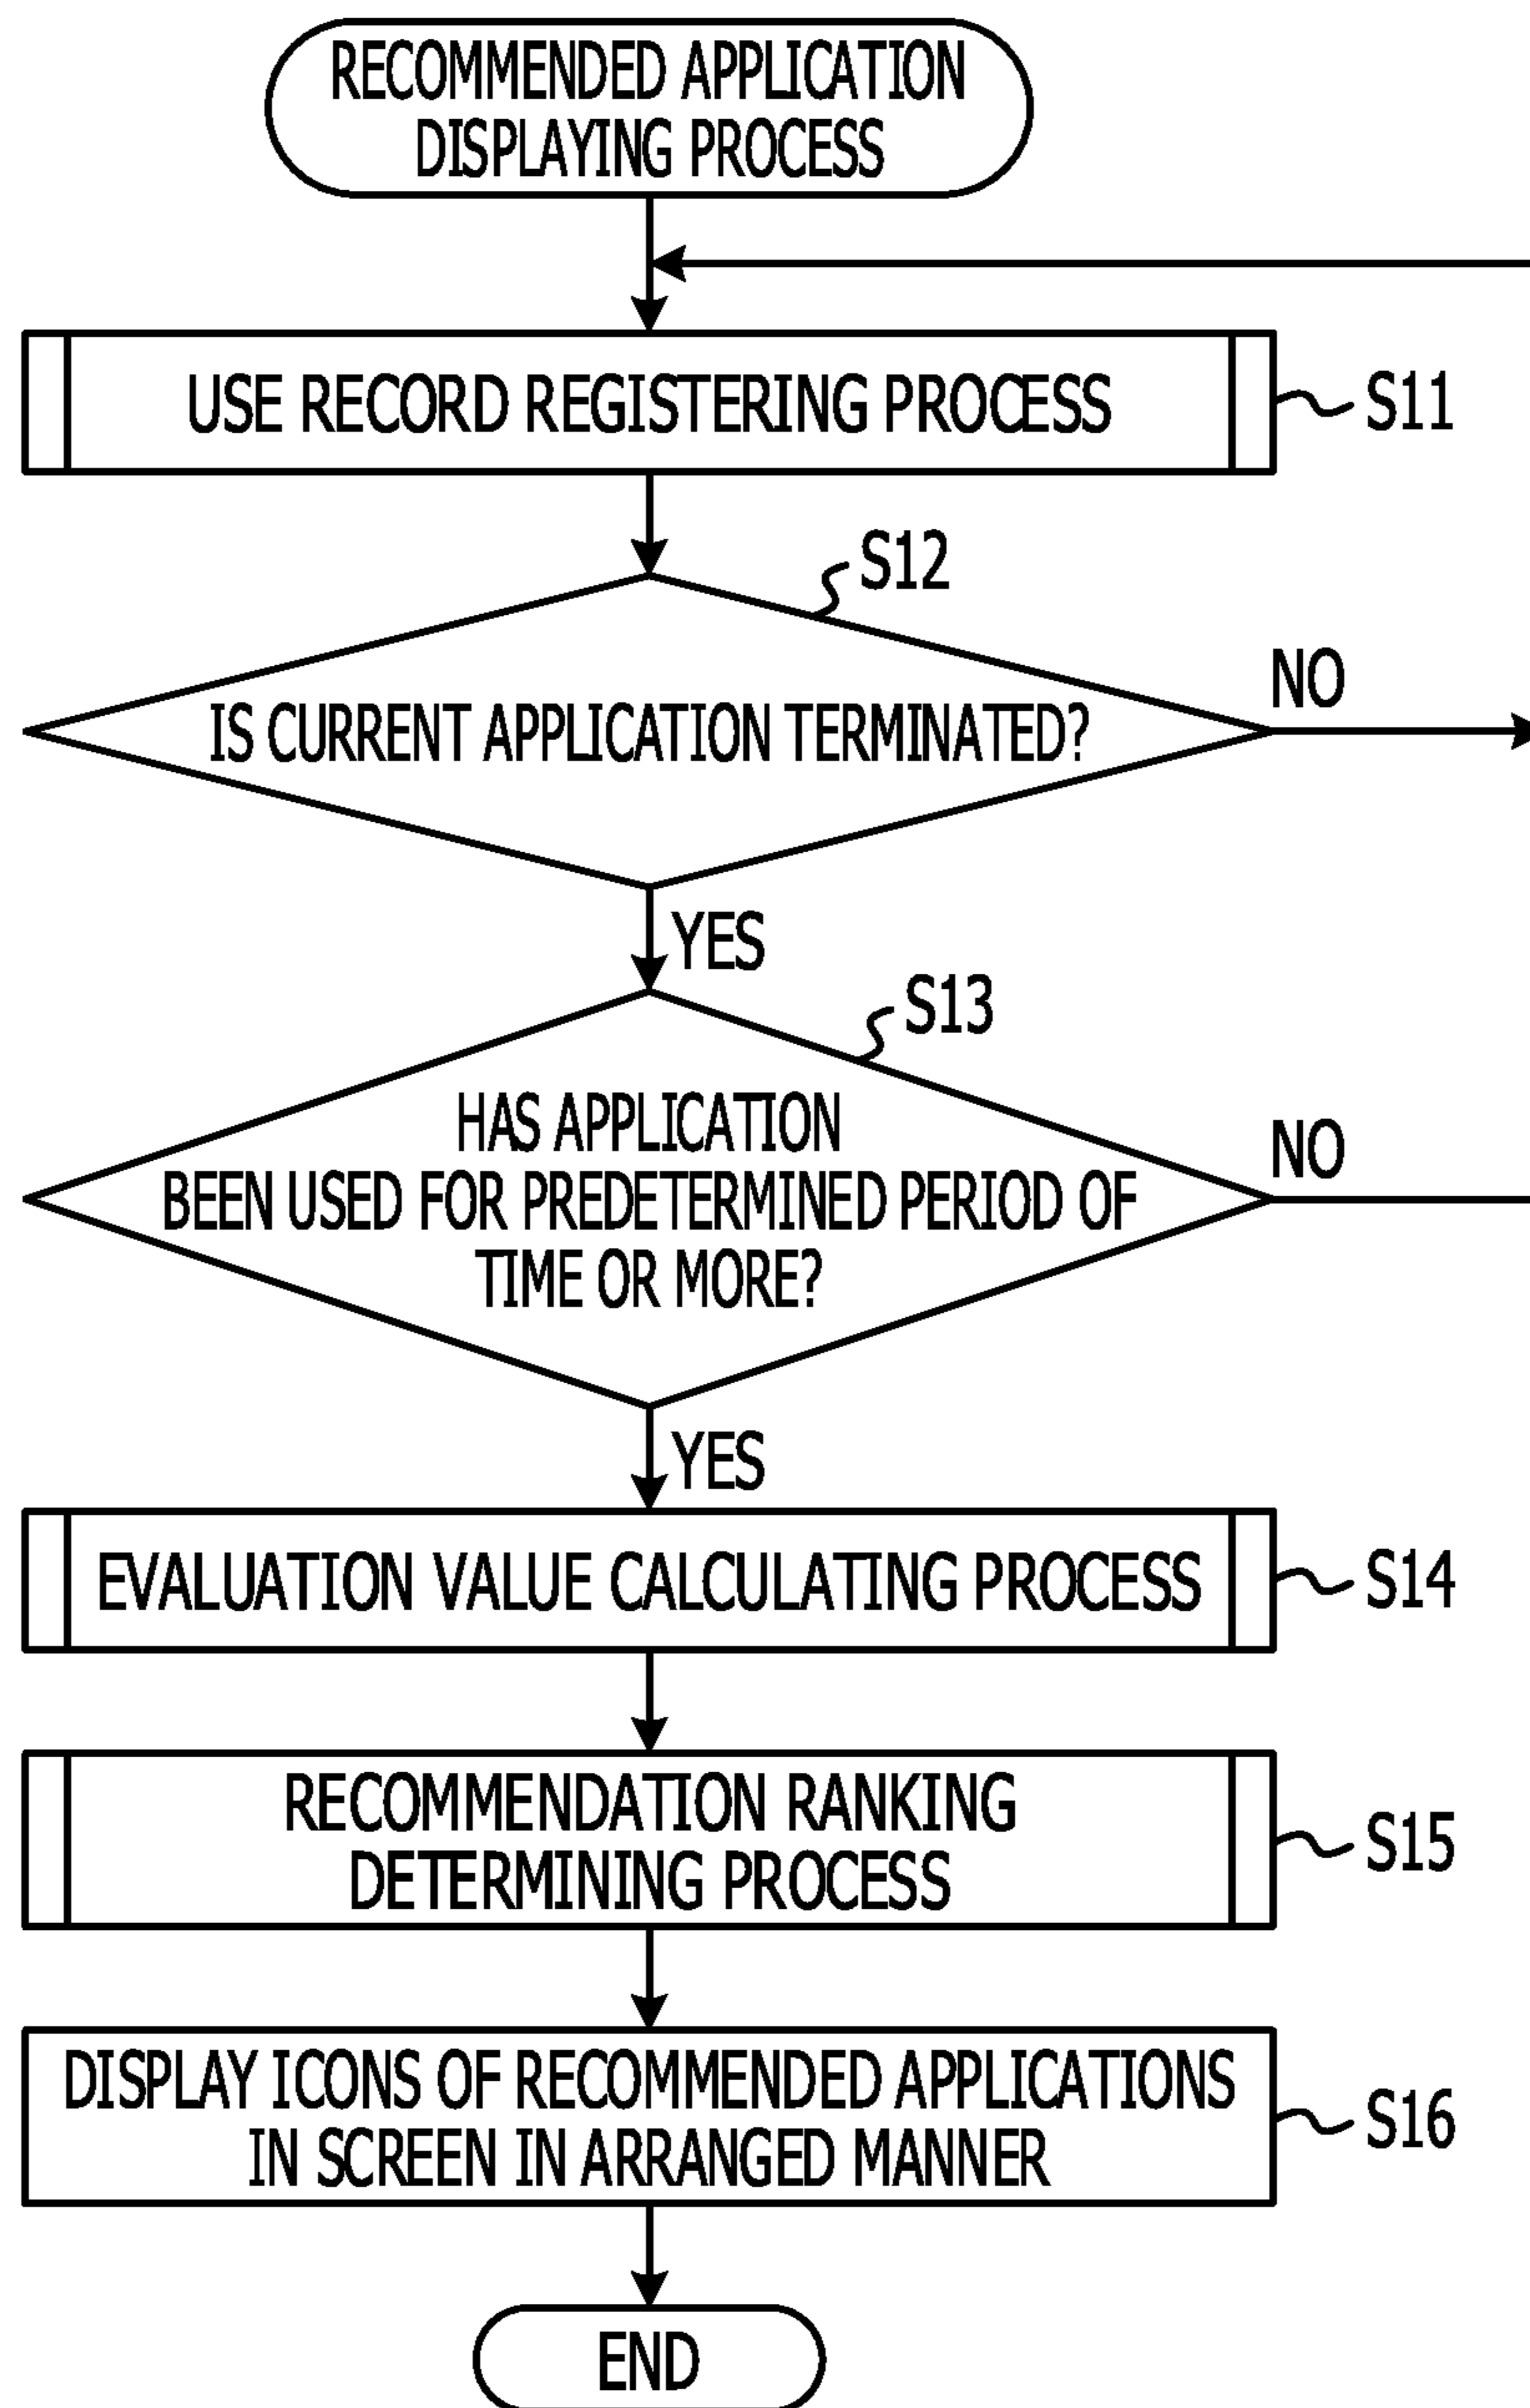 RECOMMENDED APPLICATION
DISPLAYING PROCESS
USE RECORD REGISTERING PROCESS
S11
S12
IS CURRENT APPLICATION TERMINATED?
NO
YES
S13
HAS APPLICATION
BEEN USED FOR PREDETERMINED PERIOD OF
TIME OR MORE?
NO
YES
EVALUATION VALUE CALCULATING PROCESS
S14
RECOMMENDATION RANKING
DETERMINING PROCESS
S15
DISPLAY ICONS OF RECOMMENDED APPLICATIONS
IN SCREEN IN ARRANGED MANNER
S16
END